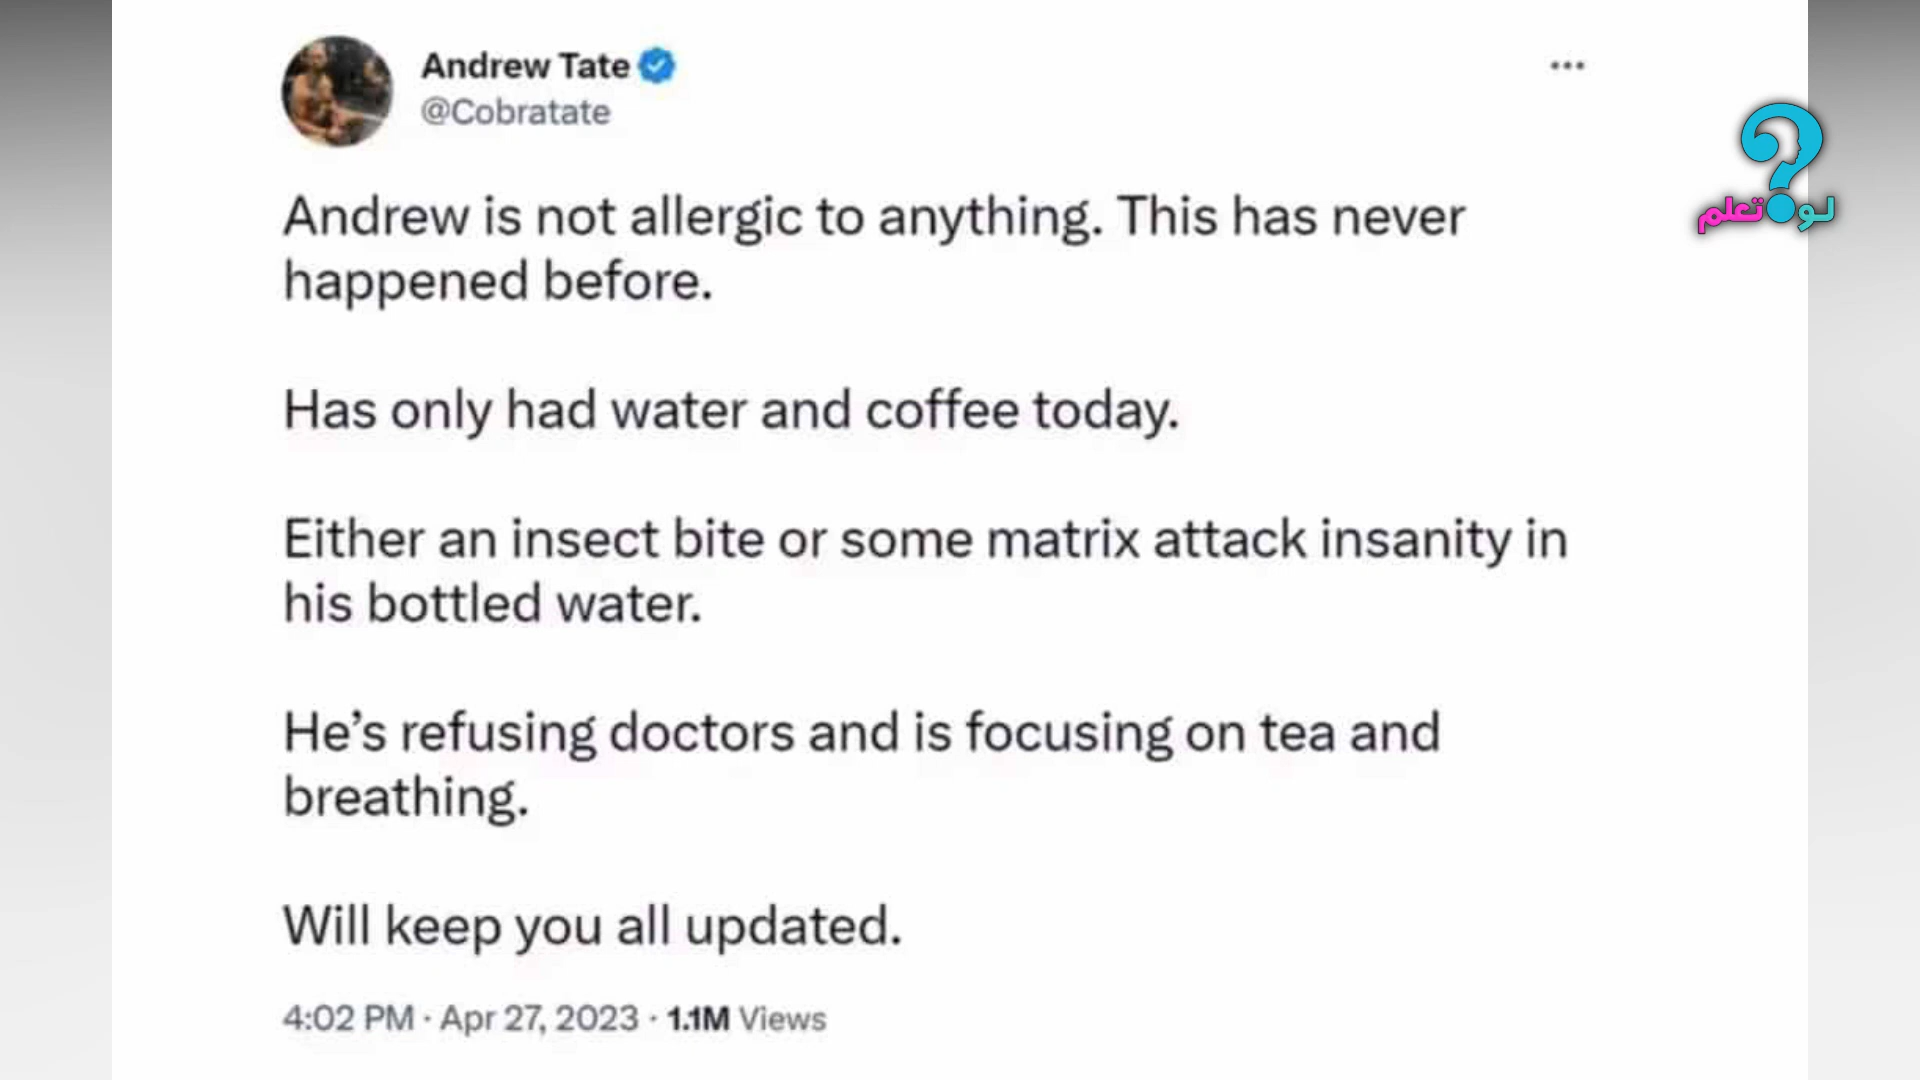 Andrew Tate
@Cobratate
Andrew is not allergic to anything. This has never
happened before.
Has only had water and coffee today.
Either an insect bite or some matrix attack insanity in
his bottled water.
He’s refusing doctors and is focusing on tea and
breathing.
Will keep you all updated.
4:02 PM · Apr 27, 2023 · 1.1M Views
لو تعلم